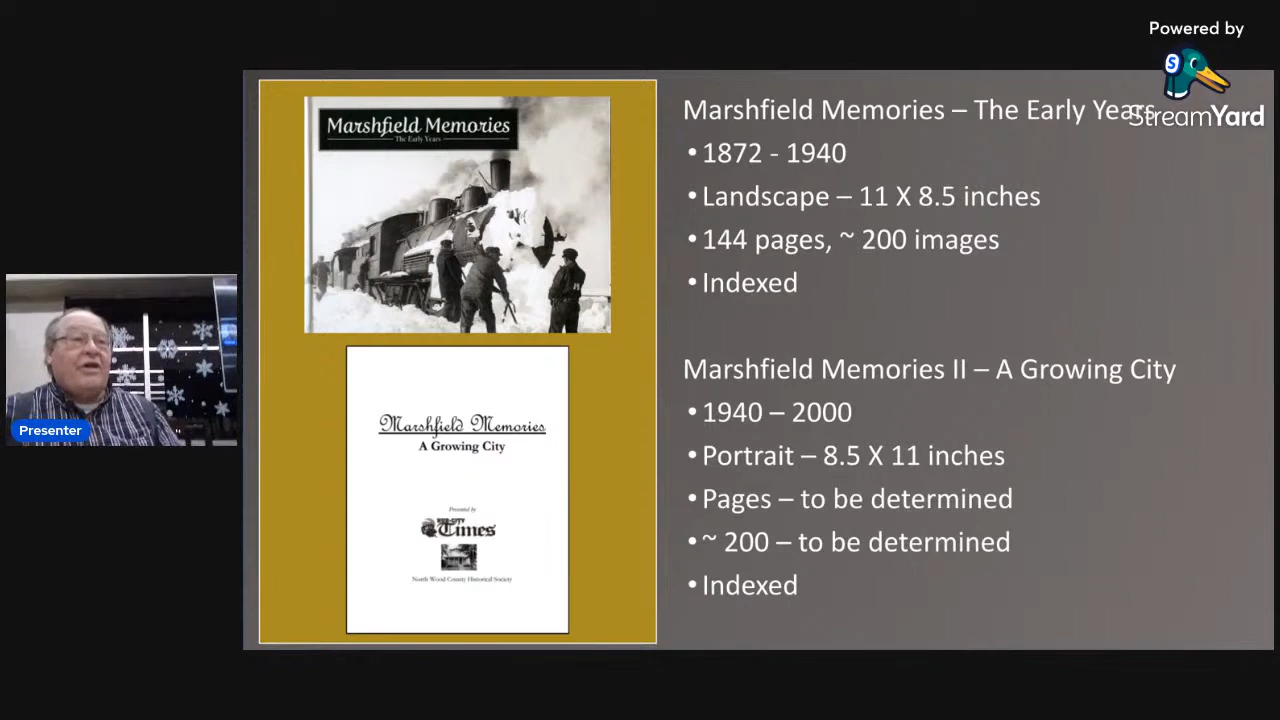 Powered by
StreamYard
Marshfield Memories
The Early Years
Marshfield Memories – The Early Years
• 1872 - 1940
• Landscape – 11 X 8.5 inches
• 144 pages, ~ 200 images
• Indexed
Presenter
Marshfield Memories
A Growing City
Presented by
Times
North Wood County Historical Society
Marshfield Memories II – A Growing City
• 1940 – 2000
• Portrait – 8.5 X 11 inches
• Pages – to be determined
• ~ 200 – to be determined
• Indexed